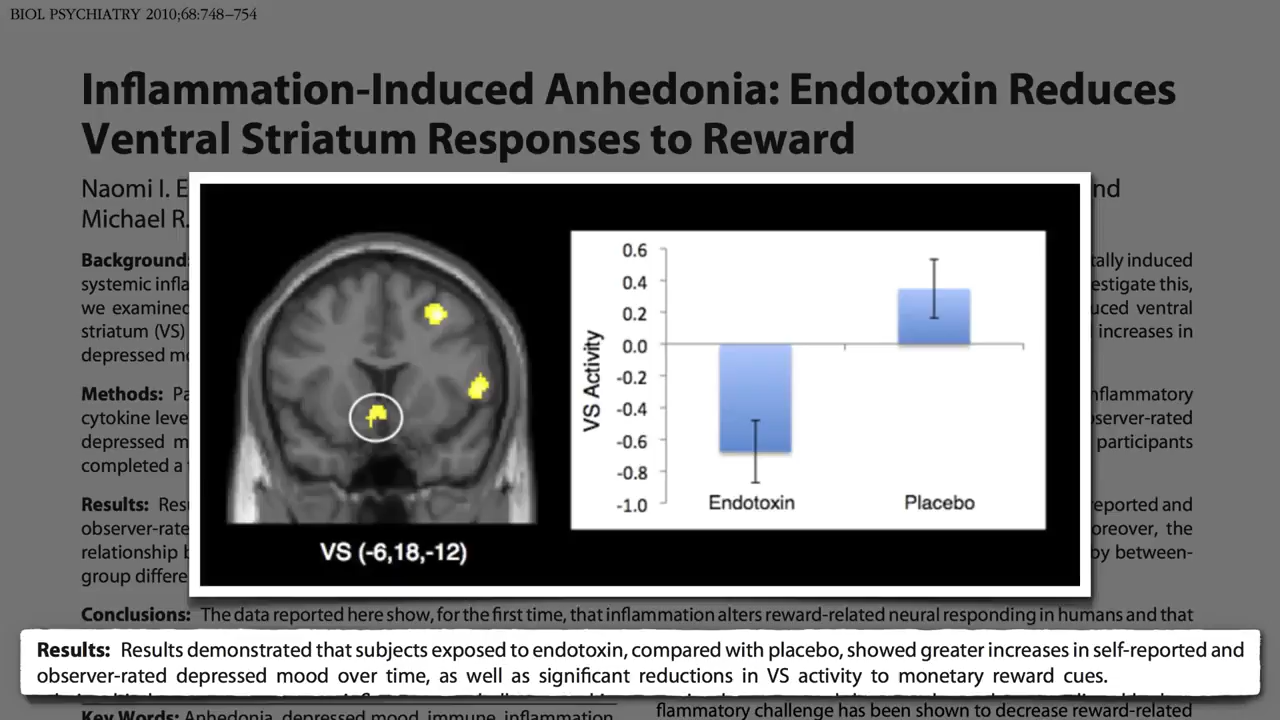 BIOL PSYCHIATRY 2010;68:748–754
Inflammation-Induced Anhedonia: Endotoxin Reduces
Ventral Striatum Responses to Reward
Naomi I. E
nd
Michael R.
Background:
tally induced
systemic infla
estigate this,
we examined
uced ventral
striatum (VS)
increases in
depressed mo
Methods: Pa
nflammatory
cytokine leve
bserver-rated
depressed m
participants
completed a
Results: Resu
reported and
observer-rate
oreover, the
relationship b
by between-
group differe
0.6
0.4
0.2
0.0
-0.2
-0.4
-0.6
-0.8
-1.0
VS Activity
Endotoxin
Placebo
VS (-6,18,-12)
Conclusions: The data reported here show, for the first time, that inflammation alters reward-related neural responding in humans and that
Results: Results demonstrated that subjects exposed to endotoxin, compared with placebo, showed greater increases in self-reported and
observer-rated depressed mood over time, as well as significant reductions in VS activity to monetary reward cues.
Key Words: Anhedonia, depressed mood, immune, inflammation,
flammatory challenge has been shown to decrease reward-related